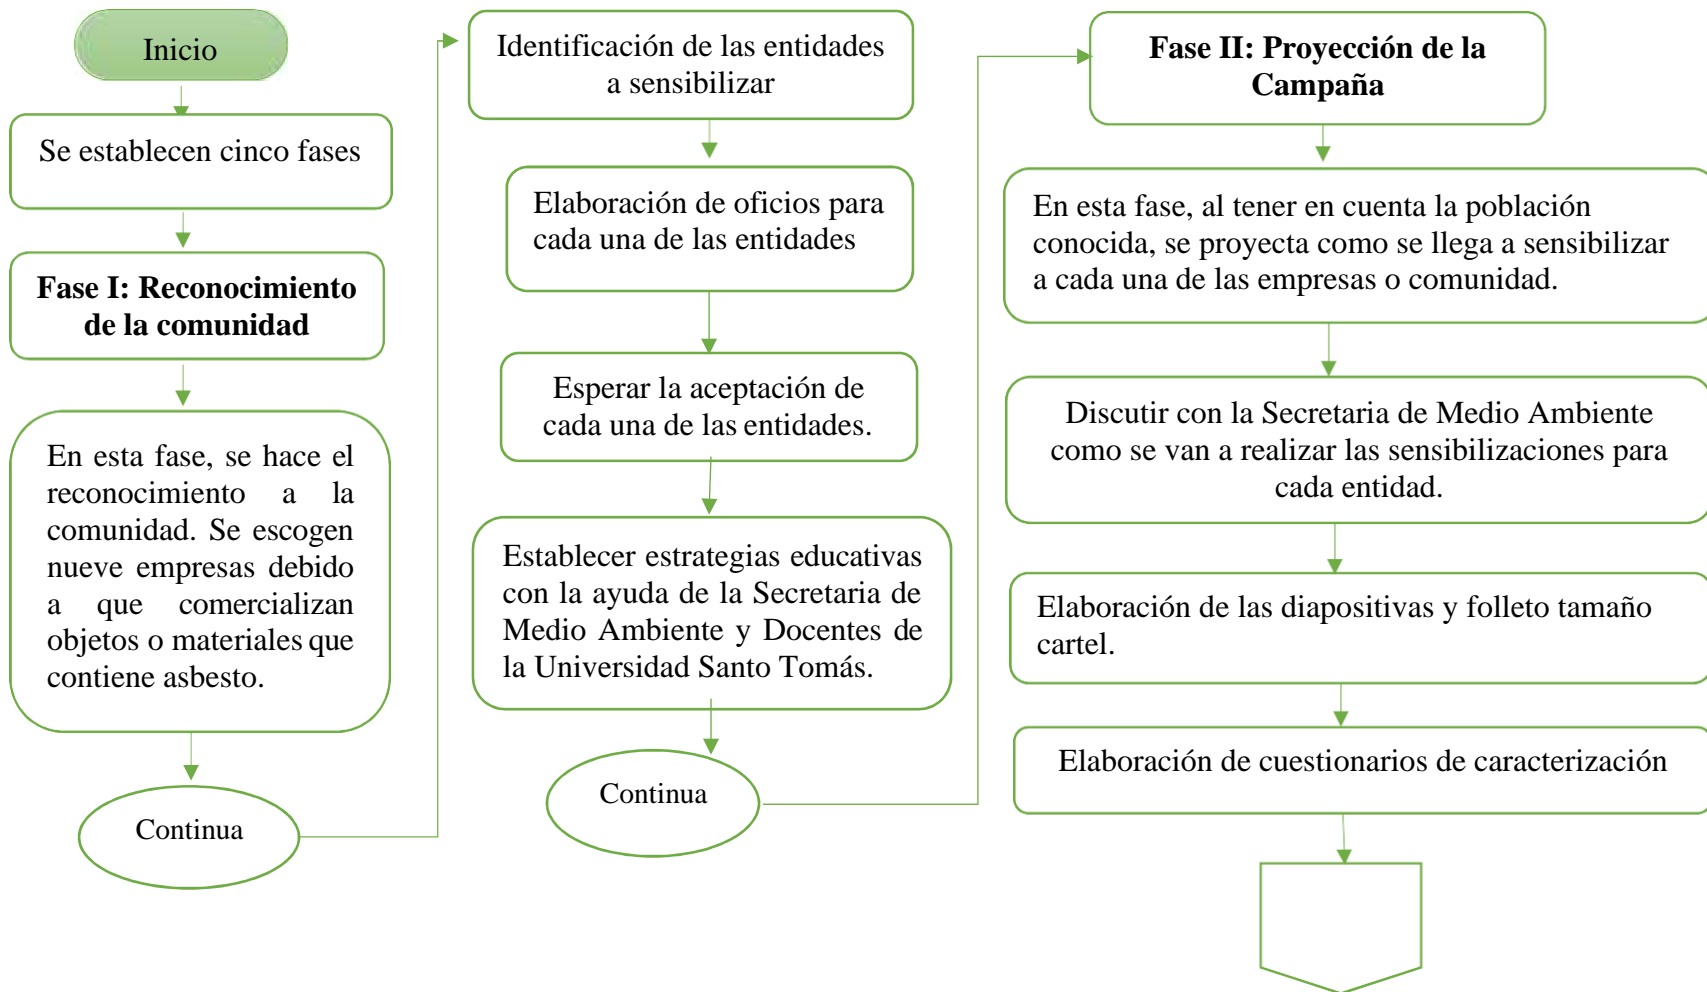 Inicio
Se establecen cinco fases
Fase I: Reconocimiento
de la comunidad
En esta fase, se hace el
reconocimiento a la
comunidad. Se escogen
nueve empresas debido
a que comercializan
objetos o materiales que
contiene asbesto.
Continua
Identificación de las entidades
a sensibilizar
Elaboración de oficios para
cada una de las entidades
Esperar la aceptación de
cada una de las entidades.
Establecer estrategias educativas
con la ayuda de la Secretaria de
Medio Ambiente y Docentes de
la Universidad Santo Tomás.
Continua
Fase II: Proyección de la
Campaña
En esta fase, al tener en cuenta la población
conocida, se proyecta como se llega a sensibilizar
a cada una de las empresas o comunidad.
Discutir con la Secretaria de Medio Ambiente
como se van a realizar las sensibilizaciones para
cada entidad.
Elaboración de las diapositivas y folleto tamaño
cartel.
Elaboración de cuestionarios de caracterización